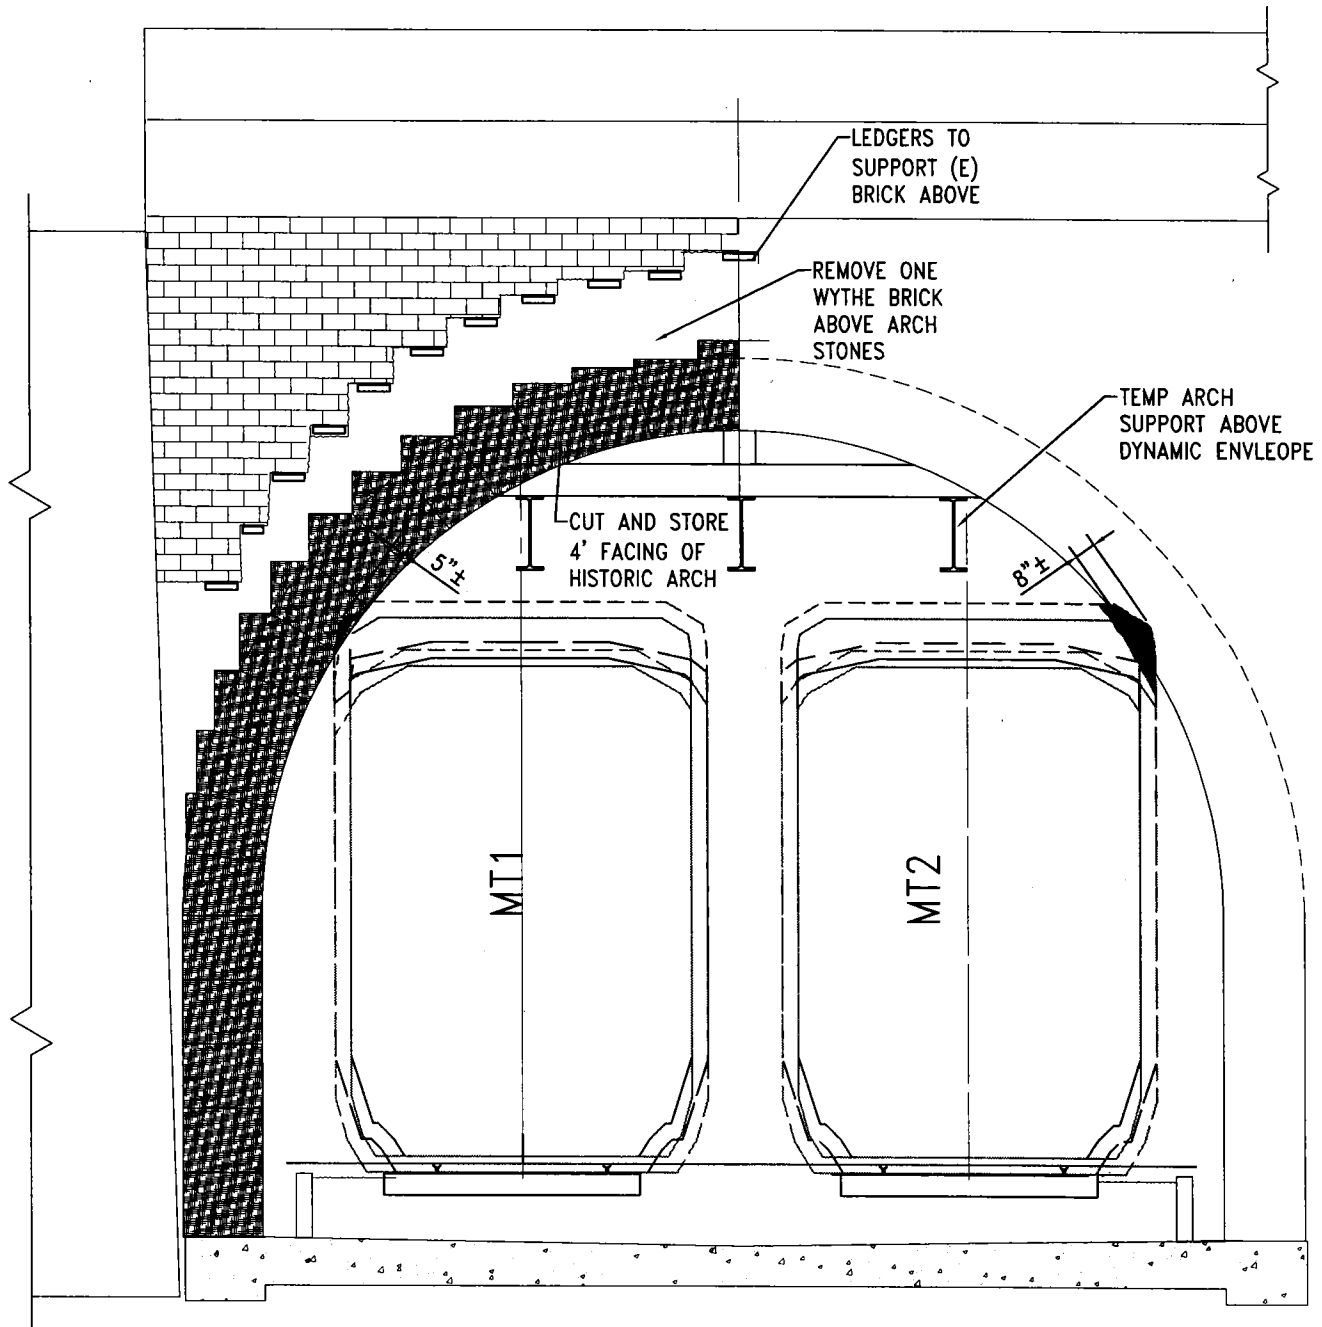 LEDGERS TO
SUPPORT (E)
BRICK ABOVE
REMOVE ONE
WYTHE BRICK
ABOVE ARCH
STONES
TEMP ARCH
SUPPORT ABOVE
DYNAMIC ENVLEOPE
CUT AND STORE
4' FACING OF
HISTORIC ARCH
5"±
8"±
MT1
MT2